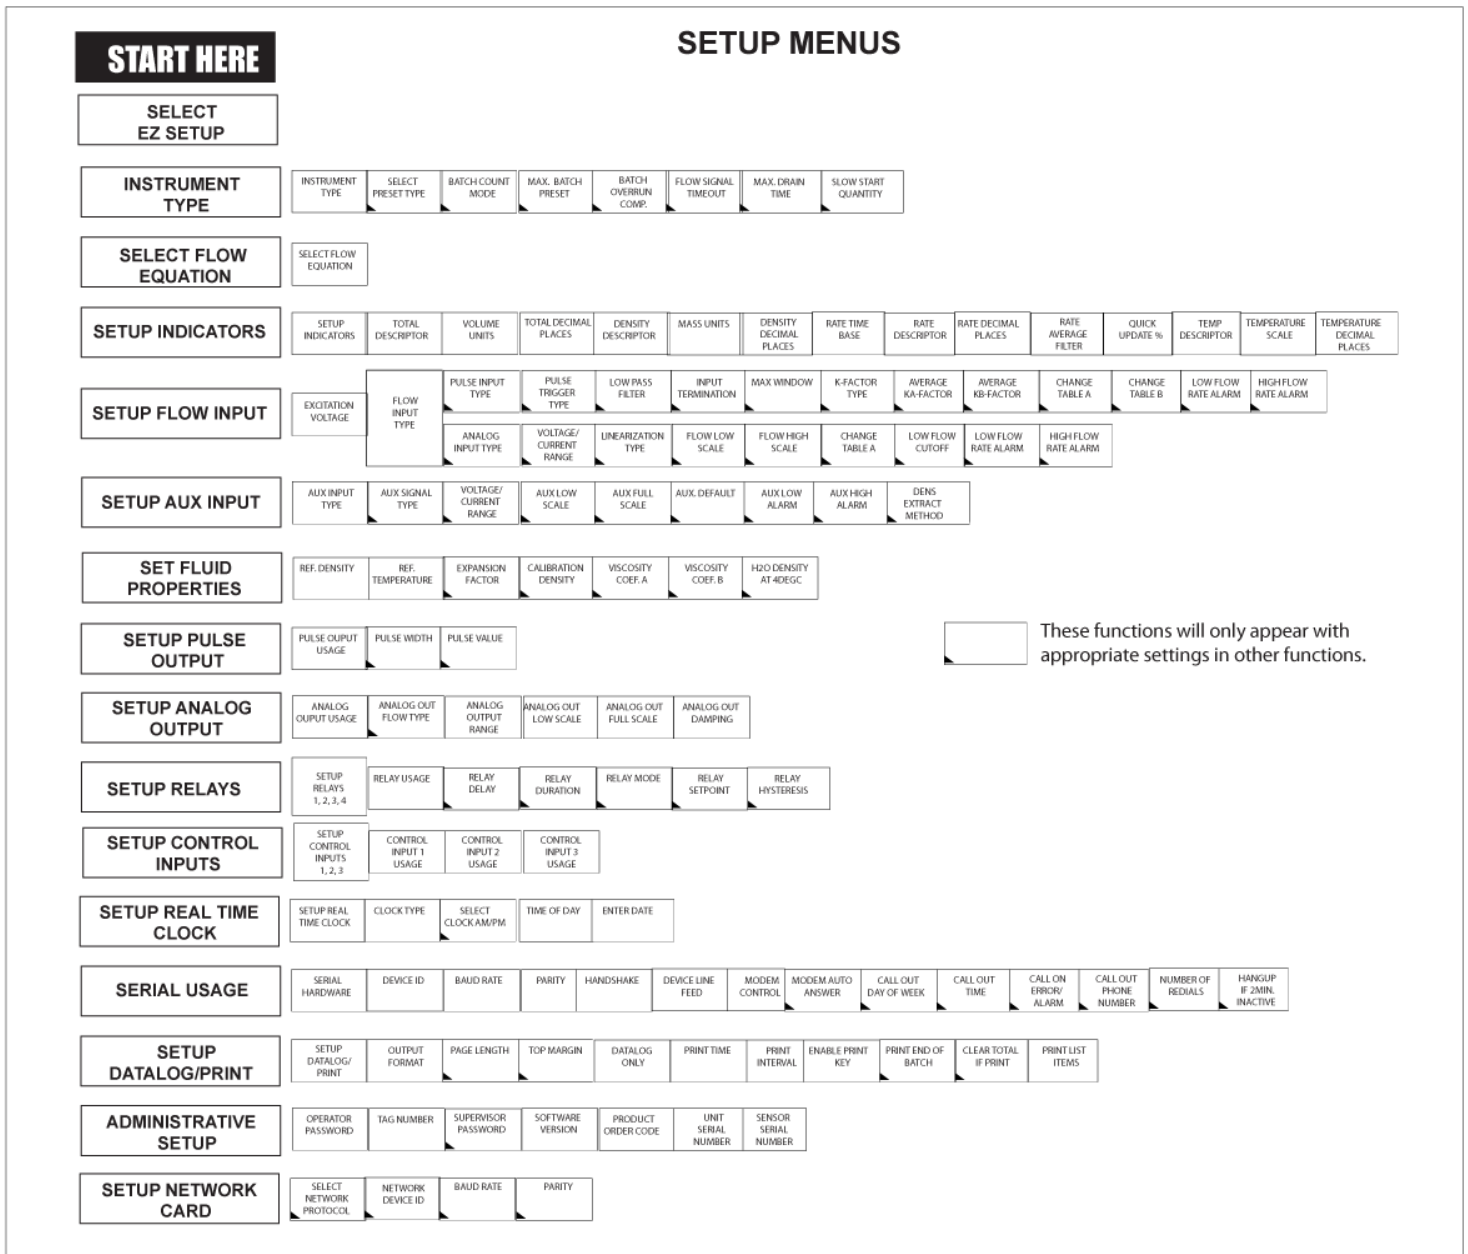 SETUP MENUS
START HERE
SELECT
EZ SETUP
INSTRUMENT
TYPE
INSTRUMENT
TYPE
SELECT
PRESET TYPE
BATCH COUNT
MODE
MAX. BATCH
PRESET
BATCH
OVERRUN
COMP.
FLOW SIGNAL
TIMEOUT
MAX. DRAIN
TIME
SLOW START
QUANTITY
SELECT FLOW
EQUATION
SELECT FLOW
EQUATION
SETUP INDICATORS
SETUP
INDICATORS
TOTAL
DESCRIPTOR
VOLUME
UNITS
TOTAL DECIMAL
PLACES
DENSITY
DESCRIPTOR
MASS UNITS
DENSITY
DECIMAL
PLACES
RATE TIME
BASE
RATE
DESCRIPTOR
RATE DECIMAL
PLACES
RATE
AVERAGE
FILTER
QUICK
UPDATE %
TEMP
DESCRIPTOR
TEMPERATURE
SCALE
TEMPERATURE
DECIMAL
PLACES
SETUP FLOW INPUT
EXCITATION
VOLTAGE
FLOW
INPUT
TYPE
PULSE INPUT
TYPE
PULSE
TRIGGER
TYPE
LOW PASS
FILTER
INPUT
TERMINATION
MAX WINDOW
K-FACTOR
TYPE
AVERAGE
KA-FACTOR
AVERAGE
KB-FACTOR
CHANGE
TABLE A
CHANGE
TABLE B
LOW FLOW
RATE ALARM
HIGH FLOW
RATE ALARM
ANALOG
INPUT TYPE
VOLTAGE/
CURRENT
RANGE
LINEARIZATION
TYPE
FLOW LOW
SCALE
FLOW HIGH
SCALE
CHANGE
TABLE A
LOW FLOW
CUTOFF
LOW FLOW
RATE ALARM
HIGH FLOW
RATE ALARM
SETUP AUX INPUT
AUX INPUT
TYPE
AUX SIGNAL
TYPE
VOLTAGE/
CURRENT
RANGE
AUX LOW
SCALE
AUX FULL
SCALE
AUX. DEFAULT
AUX LOW
ALARM
AUX HIGH
ALARM
DENS
EXTRACT
METHOD
SET FLUID
PROPERTIES
REF. DENSITY
REF.
TEMPERATURE
EXPANSION
FACTOR
CALIBRATION
DENSITY
VISCOSITY
COEF. A
VISCOSITY
COEF. B
H2O DENSITY
AT 4DEGC
SETUP PULSE
OUTPUT
PULSE OUPUT
USAGE
PULSE WIDTH
PULSE VALUE
These functions will only appear with
appropriate settings in other functions.
SETUP ANALOG
OUTPUT
ANALOG
OUPUT USAGE
ANALOG OUT
FLOW TYPE
ANALOG
OUTPUT
RANGE
ANALOG OUT
LOW SCALE
ANALOG OUT
FULL SCALE
ANALOG OUT
DAMPING
SETUP RELAYS
SETUP
RELAYS
1, 2, 3, 4
RELAY USAGE
RELAY
DELAY
RELAY
DURATION
RELAY MODE
RELAY
SETPOINT
RELAY
HYSTERESIS
SETUP CONTROL
INPUTS
SETUP
CONTROL
INPUTS
1, 2, 3
CONTROL
INPUT 1
USAGE
CONTROL
INPUT 2
USAGE
CONTROL
INPUT 3
USAGE
SETUP REAL TIME
CLOCK
SETUP REAL
TIME CLOCK
CLOCK TYPE
SELECT
CLOCK AM/PM
TIME OF DAY
ENTER DATE
SERIAL USAGE
SERIAL
HARDWARE
DEVICE ID
BAUD RATE
PARITY
HANDSHAKE
DEVICE LINE
FEED
MODEM
CONTROL
MODEM AUTO
ANSWER
CALL OUT
DAY OF WEEK
CALL OUT
TIME
CALL ON
ERROR/
ALARM
CALL OUT
PHONE
NUMBER
NUMBER OF
REDIALS
HANGUP
IF 2MIN.
INACTIVE
SETUP
DATALOG/PRINT
SETUP
DATALOG/
PRINT
OUTPUT
FORMAT
PAGE LENGTH
TOP MARGIN
DATALOG
ONLY
PRINT TIME
PRINT
INTERVAL
ENABLE PRINT
KEY
PRINT END OF
BATCH
CLEAR TOTAL
IF PRINT
PRINT LIST
ITEMS
ADMINISTRATIVE
SETUP
OPERATOR
PASSWORD
TAG NUMBER
SUPERVISOR
PASSWORD
SOFTWARE
VERSION
PRODUCT
ORDER CODE
UNIT
SERIAL
NUMBER
SENSOR
SERIAL
NUMBER
SETUP NETWORK
CARD
SELECT
NETWORK
PROTOCOL
NETWORK
DEVICE ID
BAUD RATE
PARITY